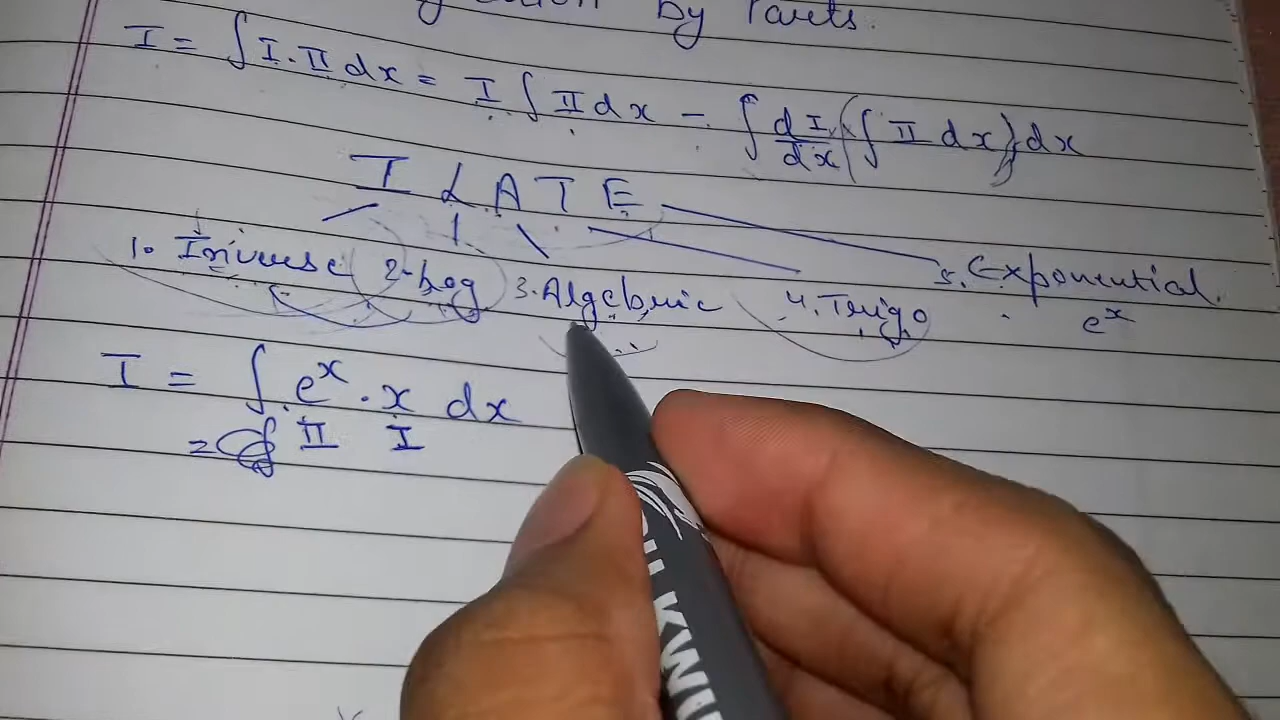 by Parts.
I = ∫ I . II dx = I ∫ II dx - ∫ dI/dx (∫ II dx) dx
I L A T E
1. Inverse 2-Log 3. Algebric 4. Trigo 5. Exponential.
e^x
I = ∫ e^x . x dx
= II I